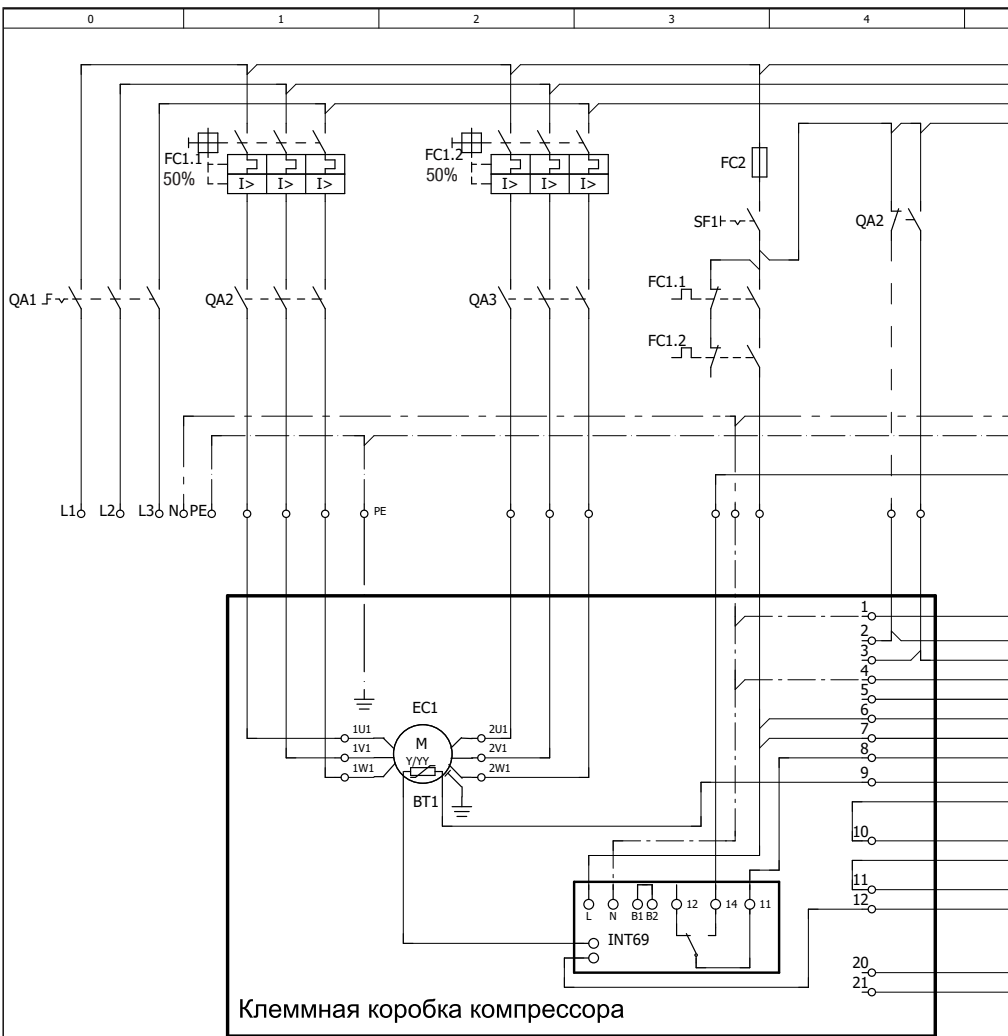 0 1 2 3 4
FC1.1
50%
I> I> I>
FC1.2
50%
I> I> I>
FC2
SF1
QA2
FC1.1
QA1
QA2
QA3
FC1.2
L1 L2 L3 N PE
PE
1
2
3
4
5
6
7
8
9
10
11
12
20
21
EC1
M
Y/YY
1U1
1V1
1W1
2U1
2V1
2W1
BT1
L N B1 B2 12 14 11
INT69
Клеммная коробка компрессора